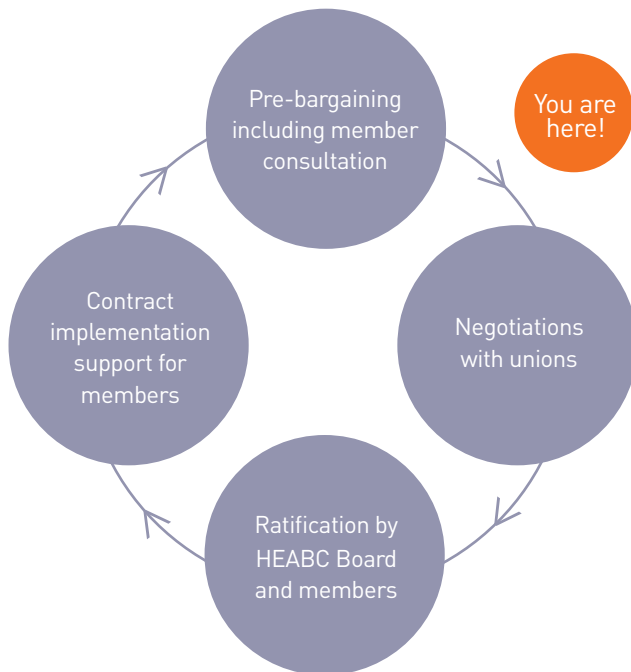 Pre-bargaining
including member
consultation
You are
here!
Contract
implementation
support for
members
Negotiations
with unions
Ratification by
HEABC Board
and members